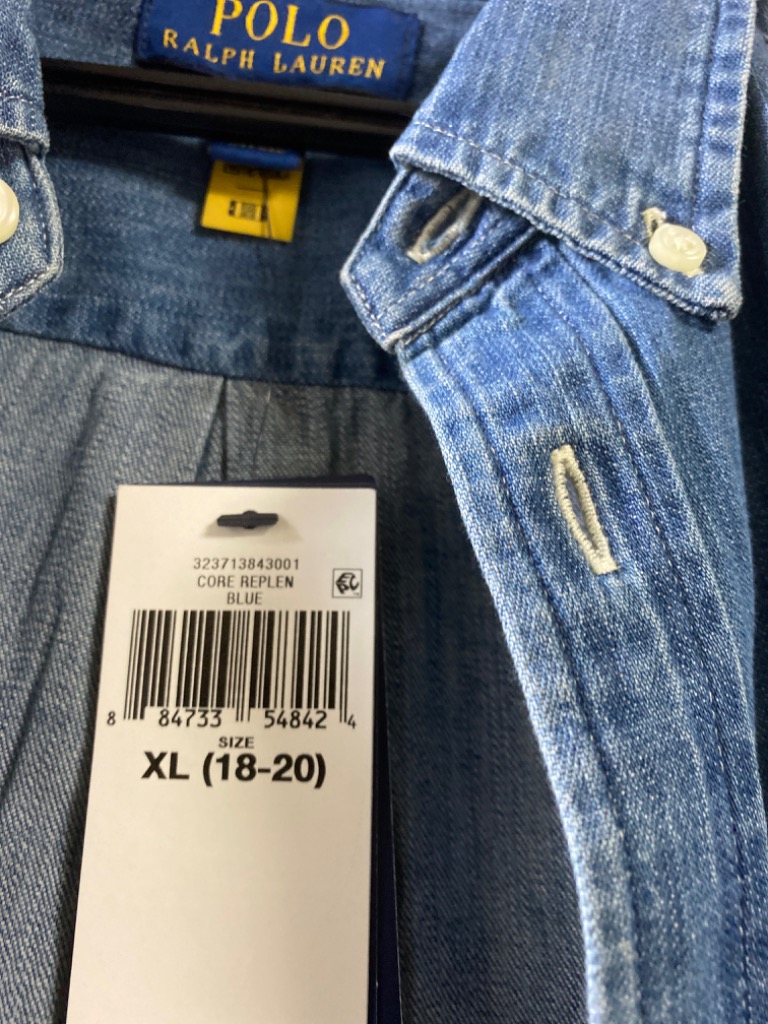 POLO
RALPH LAUREN
323713843001
CORE REPLEN
BLUE
8 84733 54842 4
SIZE
XL (18-20)